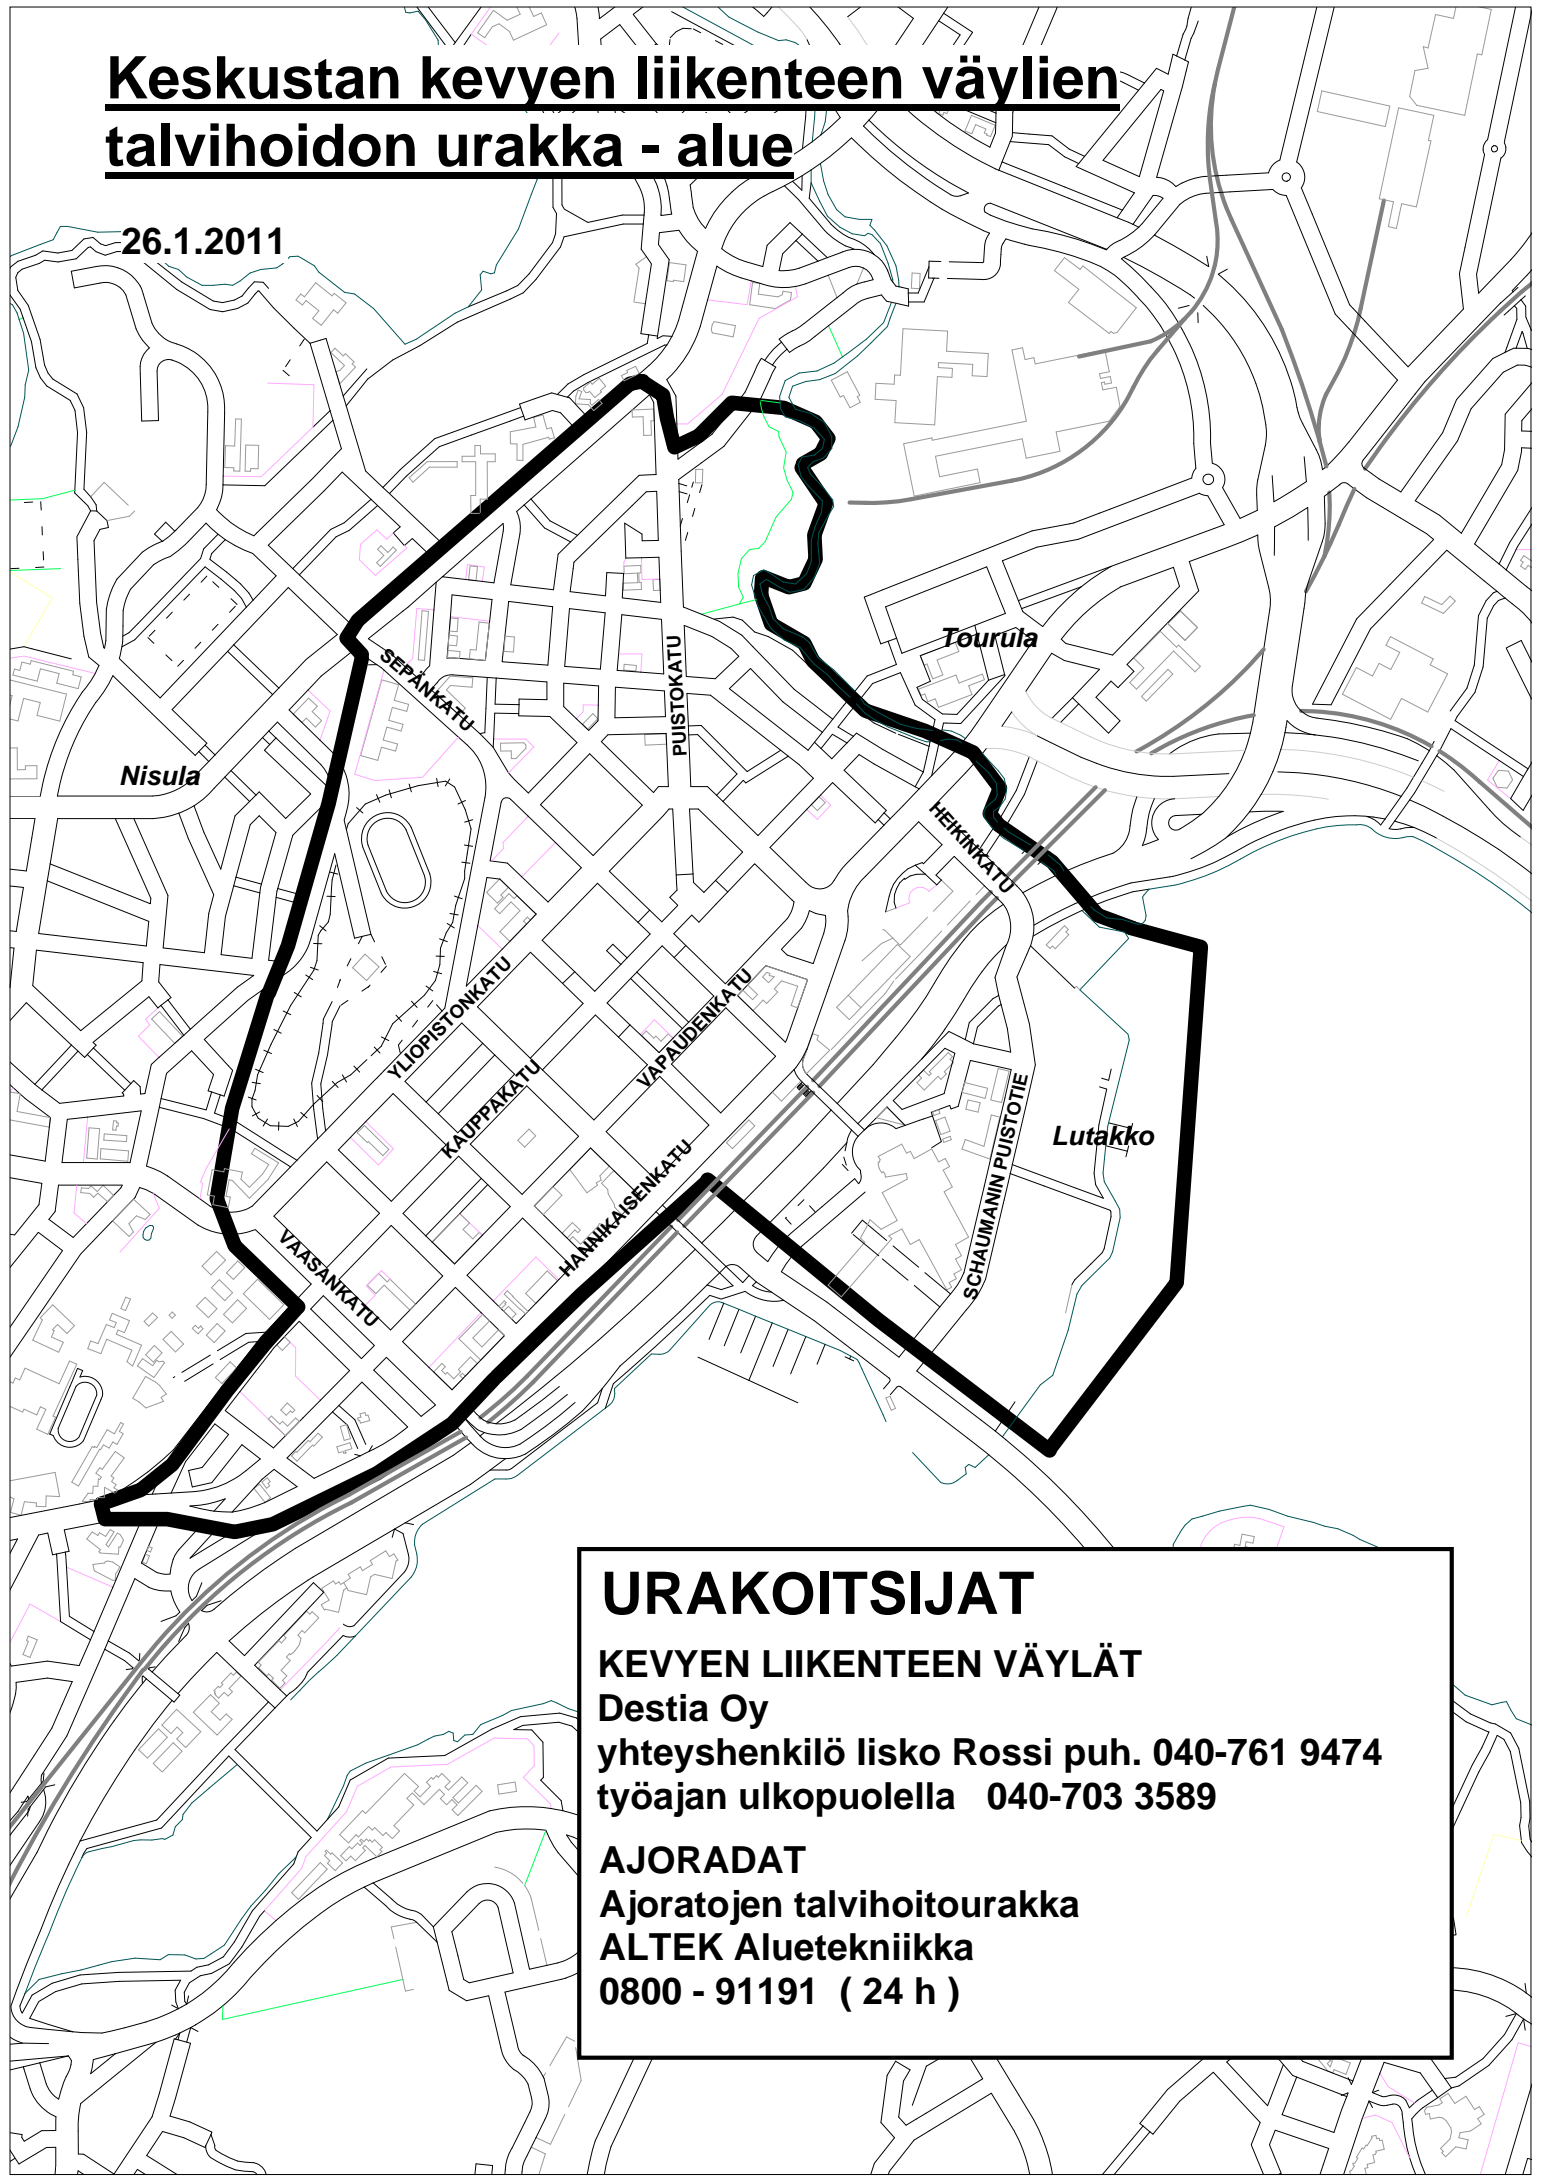 Keskustan kevyen liikenteen väylien
talvihoidon urakka - alue
26.1.2011
Tourula
SEPÄNKATU
PUISTOKATU
Nisula
HEIKINKATU
YLIOPISTONKATU
VAPAUDENKATU
KAUPPAKATU
HANNIKAISENKATU
SCHAUMANIN PUISTOTIE
Lutakko
VAASANKATU
URAKOITSIJAT
KEVYEN LIIKENTEEN VÄYLÄT
Destia Oy
yhteyshenkilö Iisko Rossi puh. 040-761 9474
työajan ulkopuolella 040-703 3589
AJORADAT
Ajoratojen talvihoitourakka
ALTEK Aluetekniikka
0800 - 91191 ( 24 h )